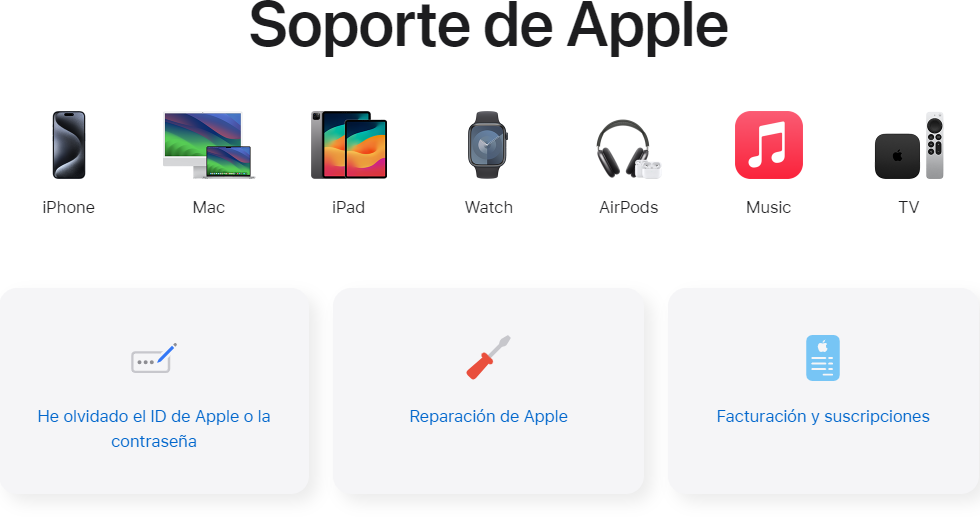 Soporte de Apple
iPhone
Mac
iPad
Watch
AirPods
Music
TV
He olvidado el ID de Apple o la
contraseña
Reparación de Apple
Facturación y suscripciones